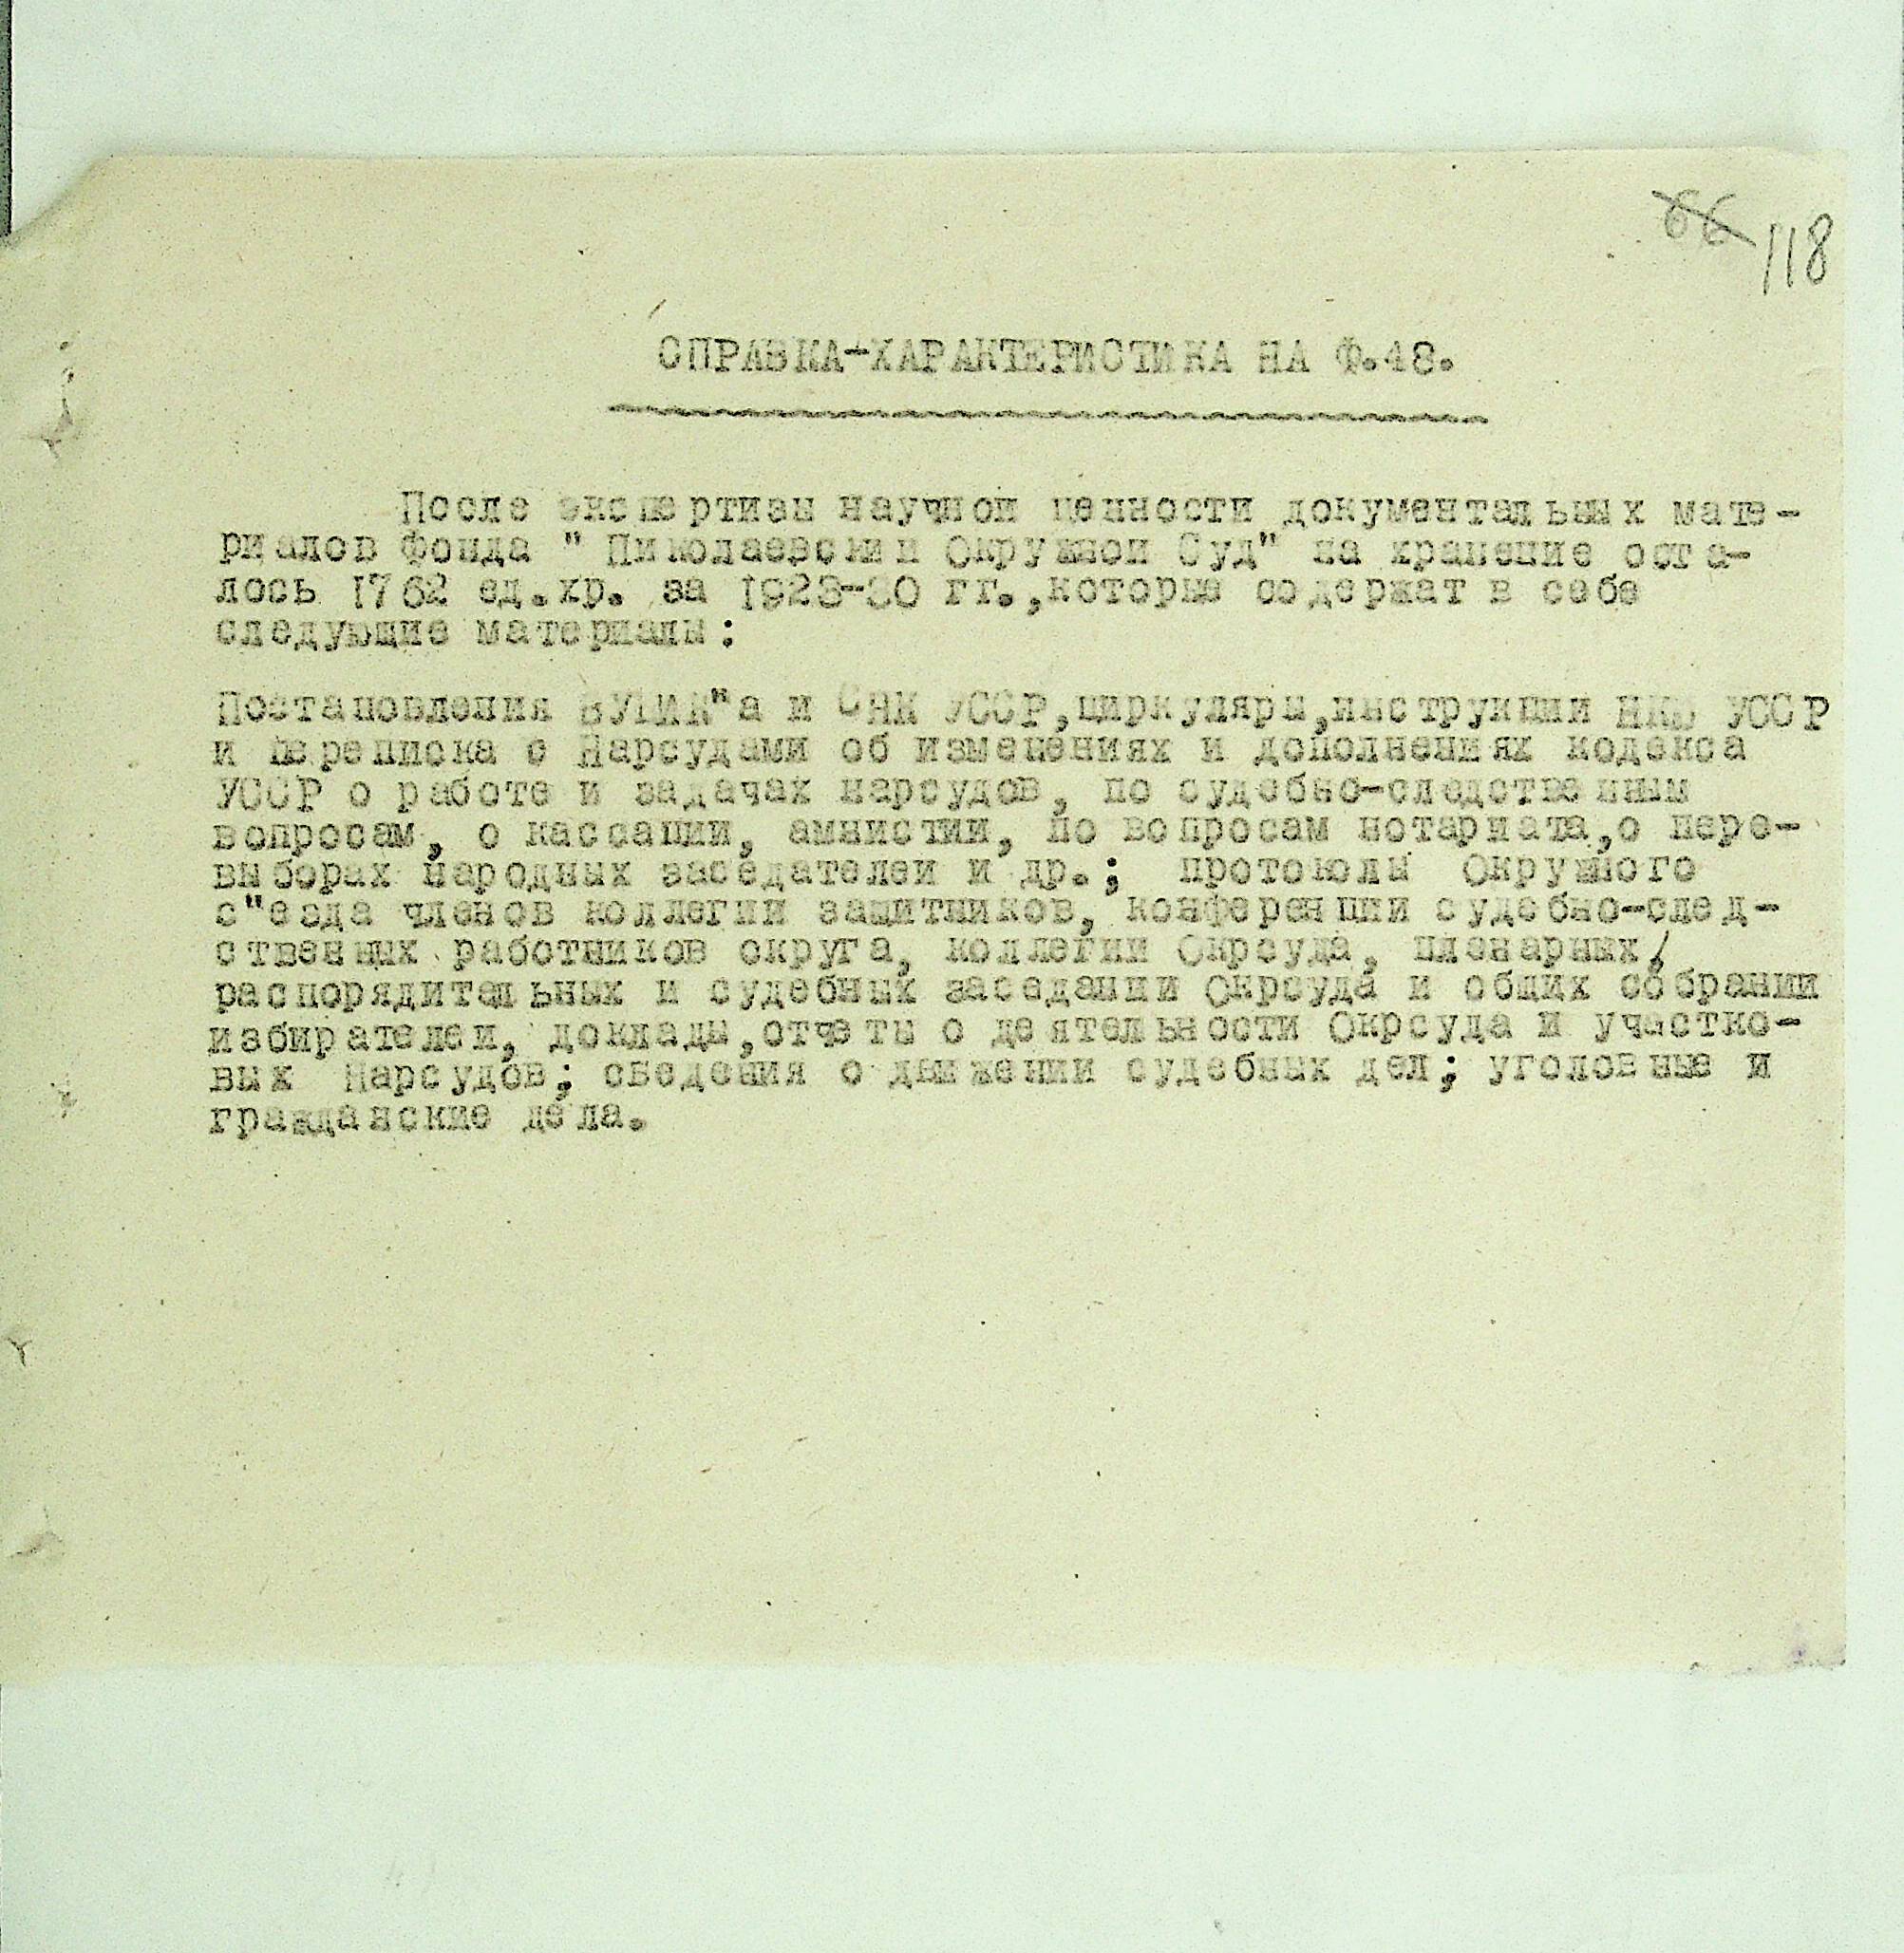 66 118
СПРАВКА-ХАРАКТЕРИСТИКА НА Ф.48.
После экспертизы научной ценности документальных мате-
риалов фонда " Николаевский Окружной Суд" на хранение оста-
лось 1762 ед.хр. за 1923-30 гг.,которые содержат в себе
следующие материалы:
Постановления ВУЦИК"а и СНК УССР,циркуляры,инструкции НКЮ УССР
и переписка с Нарсудами об изменениях и дополнениях кодекса
УССР о работе и задачах нарсудов, по судебно-следственным
вопросам, о кассации, амнистии, по вопросам нотариата,о пере-
выборах народных заседателей и др.; протоколы Окружного
с"езда членов коллегии защитников, конференции судебно-след-
ственных работников округа, коллегии Окрсуда, пленарных,
распорядительных и судебных заседаний Окрсуда и общих собраний
избирателей, доклады,отчеты о деятельности Окрсуда и участко-
вых Нарсудов; сведения о движении судебных дел; уголовные и
гражданские дела.